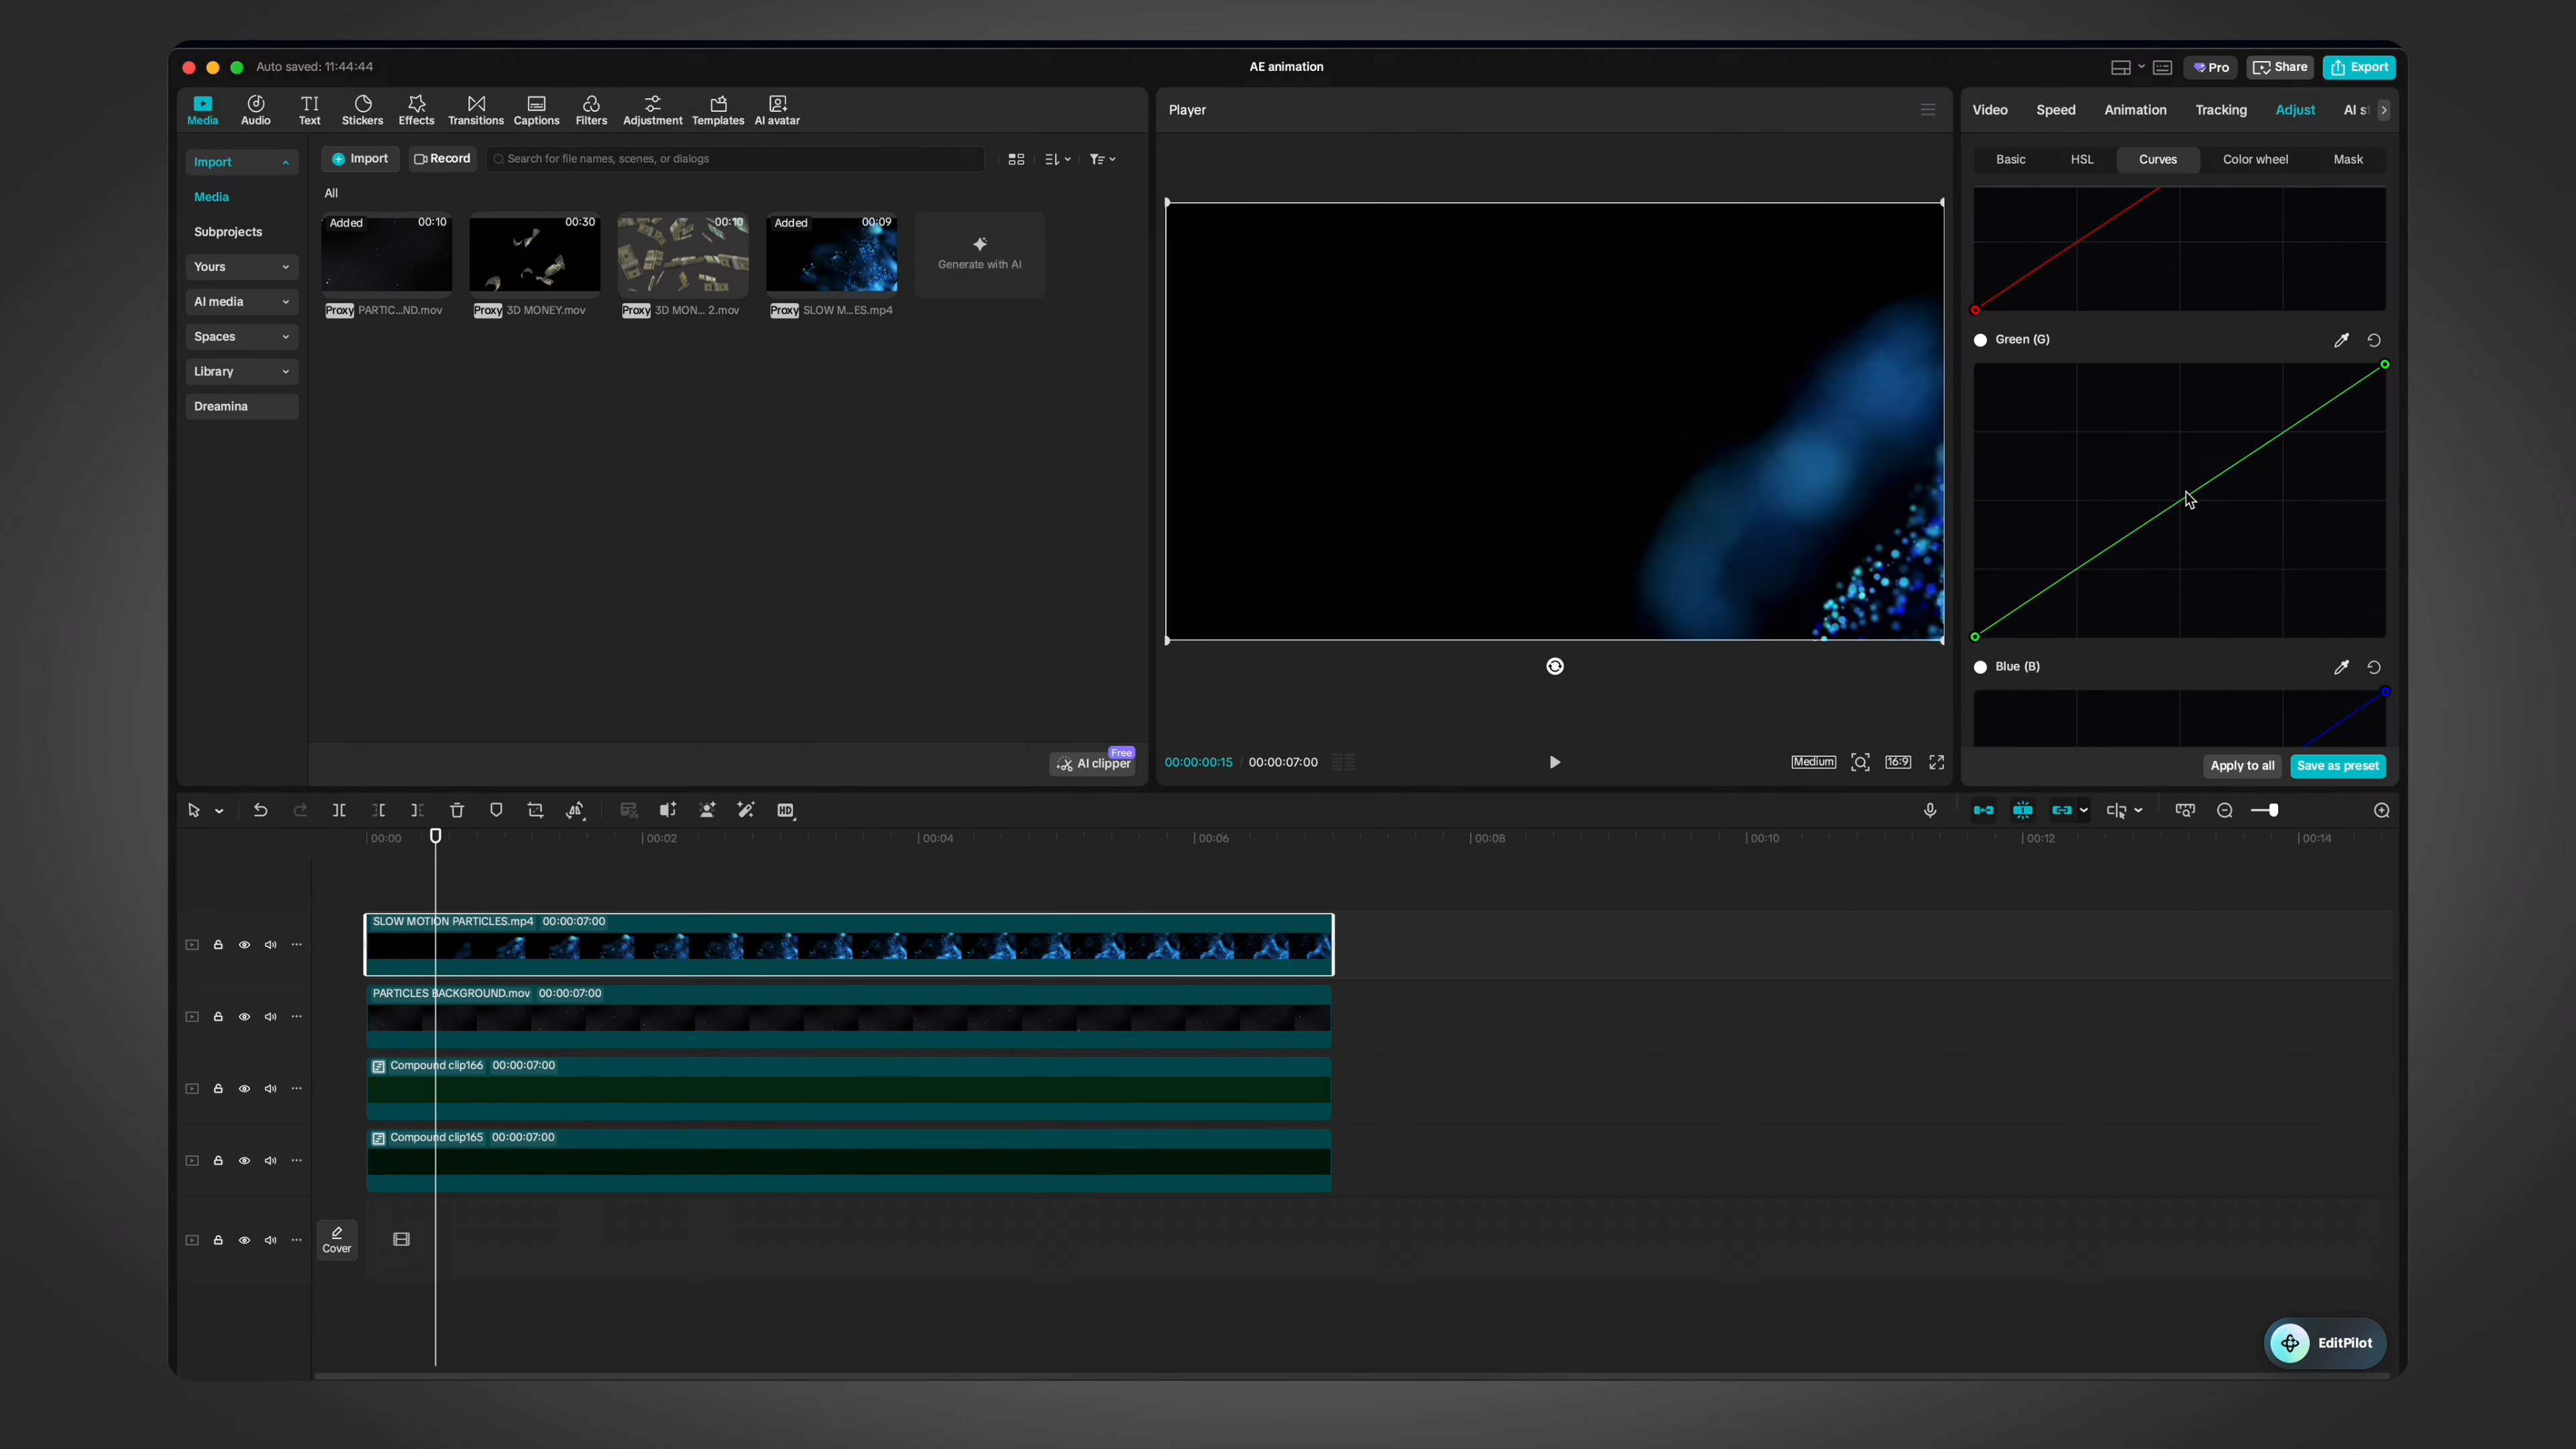 Auto saved: 11:44:44
AE animation
Pro
Share
Export
Media
Audio
TI
Text
Stickers
Effects
Transitions
Captions
Filters
Adjustment
Templates
AI avatar
Import
Media
Subprojects
Yours
AI media
Spaces
Library
Dreamina
Import
Record
Search for file names, scenes, or dialogs
All
Added 00:10
00:30
00:10
Added 00:09
Generate with AI
Proxy PARTIC...ND.mov
Proxy 3D MONEY.mov
Proxy 3D MON... 2.mov
Proxy SLOW M...ES.mp4
Free
AI clipper
Player
00:00:00:15 / 00:00:07:00
Medium
16:9
Video
Speed
Animation
Tracking
Adjust
AI s
Basic
HSL
Curves
Color wheel
Mask
Green (G)
Blue (B)
Apply to all
Save as preset
HD
00:00
00:02
00:04
00:06
00:08
00:10
00:12
00:14
SLOW MOTION PARTICLES.mp4 00:00:07:00
PARTICLES BACKGROUND.mov 00:00:07:00
Compound clip166 00:00:07:00
Compound clip165 00:00:07:00
Cover
EditPilot